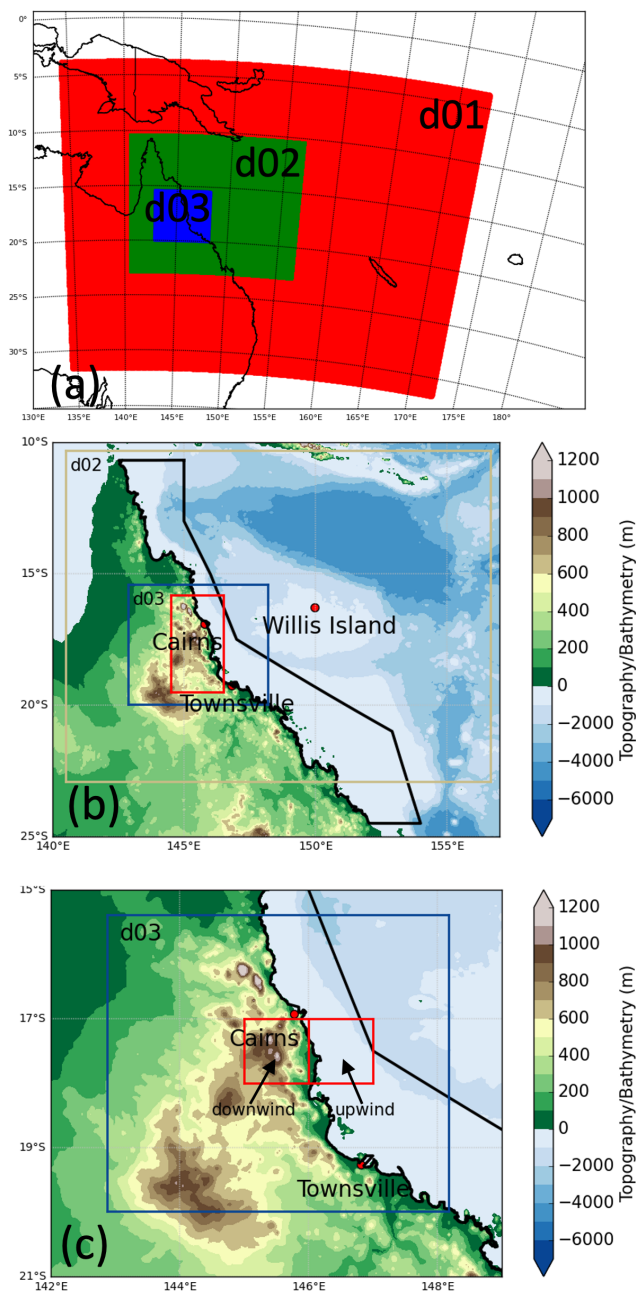 0°
5°S
10°S
15°S
20°S
25°S
30°S
d01
d02
d03
(a)
130°E 135°E 140°E 145°E 150°E 155°E 160°E 165°E 170°E 175°E 180°
10°S
15°S
20°S
25°S
d02
d03
Cairns
Willis Island
Townsville
(b)
140°E 145°E 150°E 155°E
1200
1000
800
600
400
200
0
−2000
−4000
−6000
Topography/Bathymetry (m)
15°S
17°S
19°S
21°S
d03
Cairns
downwind upwind
Townsville
(c)
142°E 144°E 146°E 148°E
1200
1000
800
600
400
200
0
−2000
−4000
−6000
Topography/Bathymetry (m)